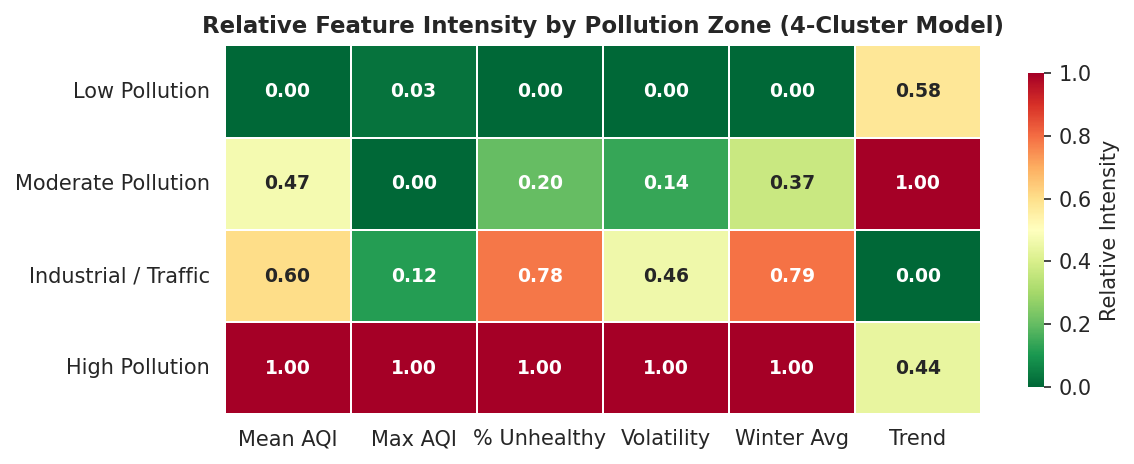 Relative Feature Intensity by Pollution Zone (4-Cluster Model)
Low Pollution 0.00 0.03 0.00 0.00 0.00 0.58
Moderate Pollution 0.47 0.00 0.20 0.14 0.37 1.00
Industrial / Traffic 0.60 0.12 0.78 0.46 0.79 0.00
High Pollution 1.00 1.00 1.00 1.00 1.00 0.44
Mean AQI Max AQI % Unhealthy Volatility Winter Avg Trend
1.0
0.8
0.6
0.4
0.2
0.0
Relative Intensity